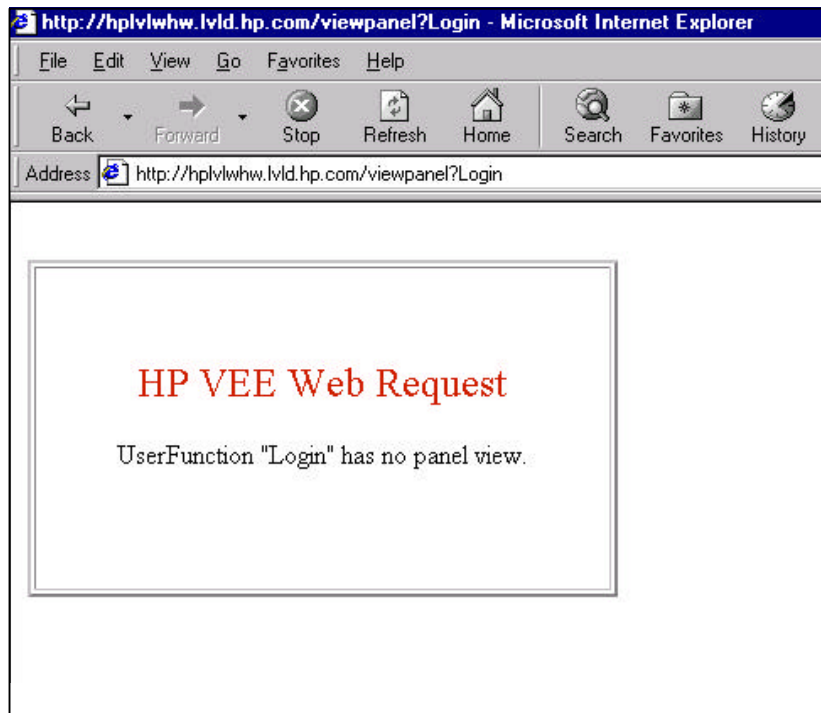 http://hplvlwhw.lvld.hp.com/viewpanel?Login - Microsoft Internet Explorer
File Edit View Go Favorites Help
Back Forward Stop Refresh Home Search Favorites History
Address http://hplvlwhw.lvld.hp.com/viewpanel?Login
HP VEE Web Request
UserFunction "Login" has no panel view.